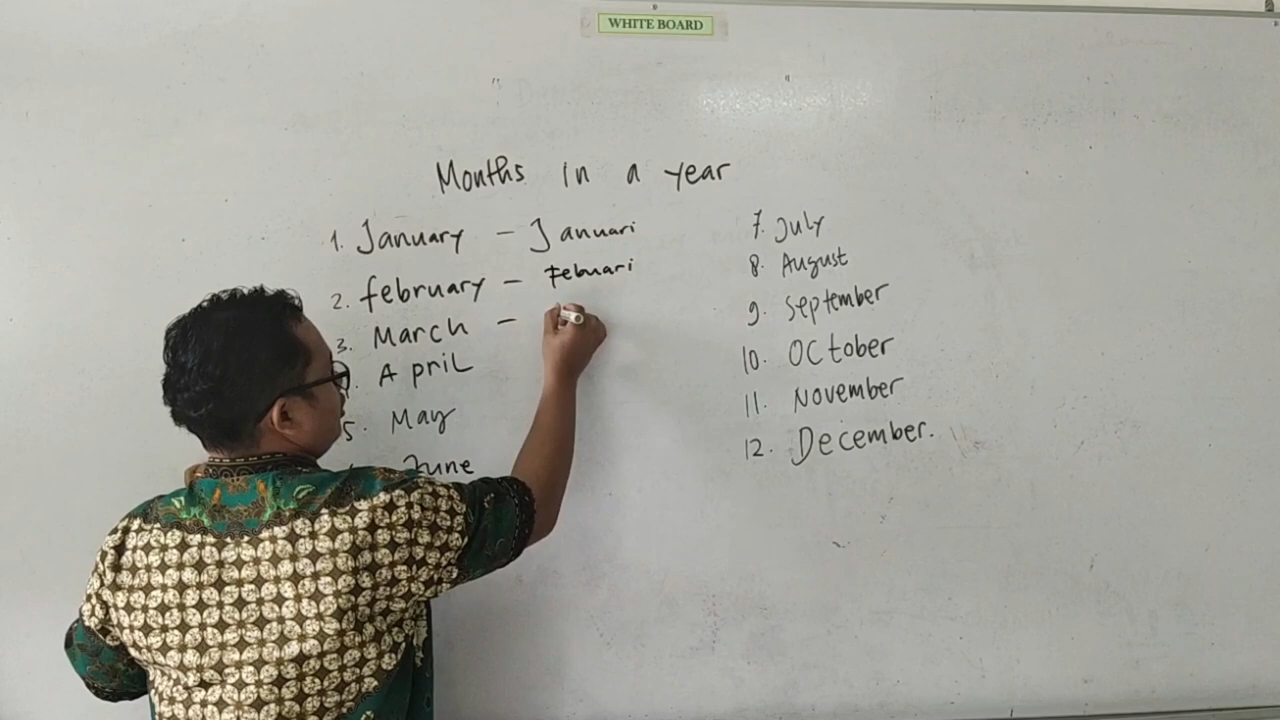 WHITE BOARD
Months in a year
1. January - Januari
2. february - Febuari
3. March -
. April
5. May
June
7. July
8. August
9. September
10. OCtober
11. November
12. December.